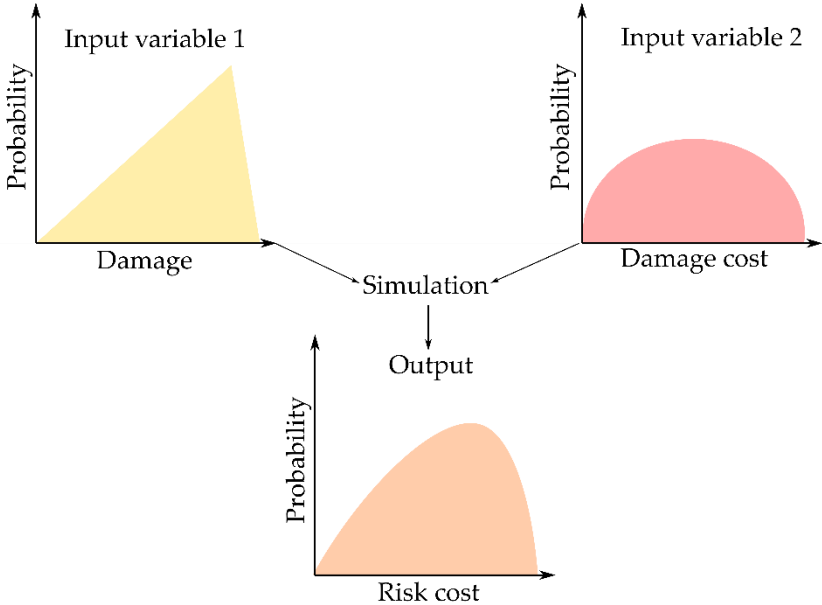 Input variable 1
Probability
Damage
Input variable 2
Probability
Damage cost
Simulation
Output
Probability
Risk cost